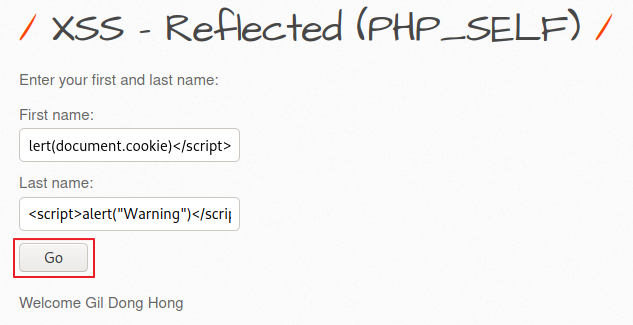 / XSS - Reflected (PHP_SELF) /
Enter your first and last name:
First name:
lert(document.cookie)</script>
Last name:
<script>alert("Warning")</scrip
Go
Welcome Gil Dong Hong